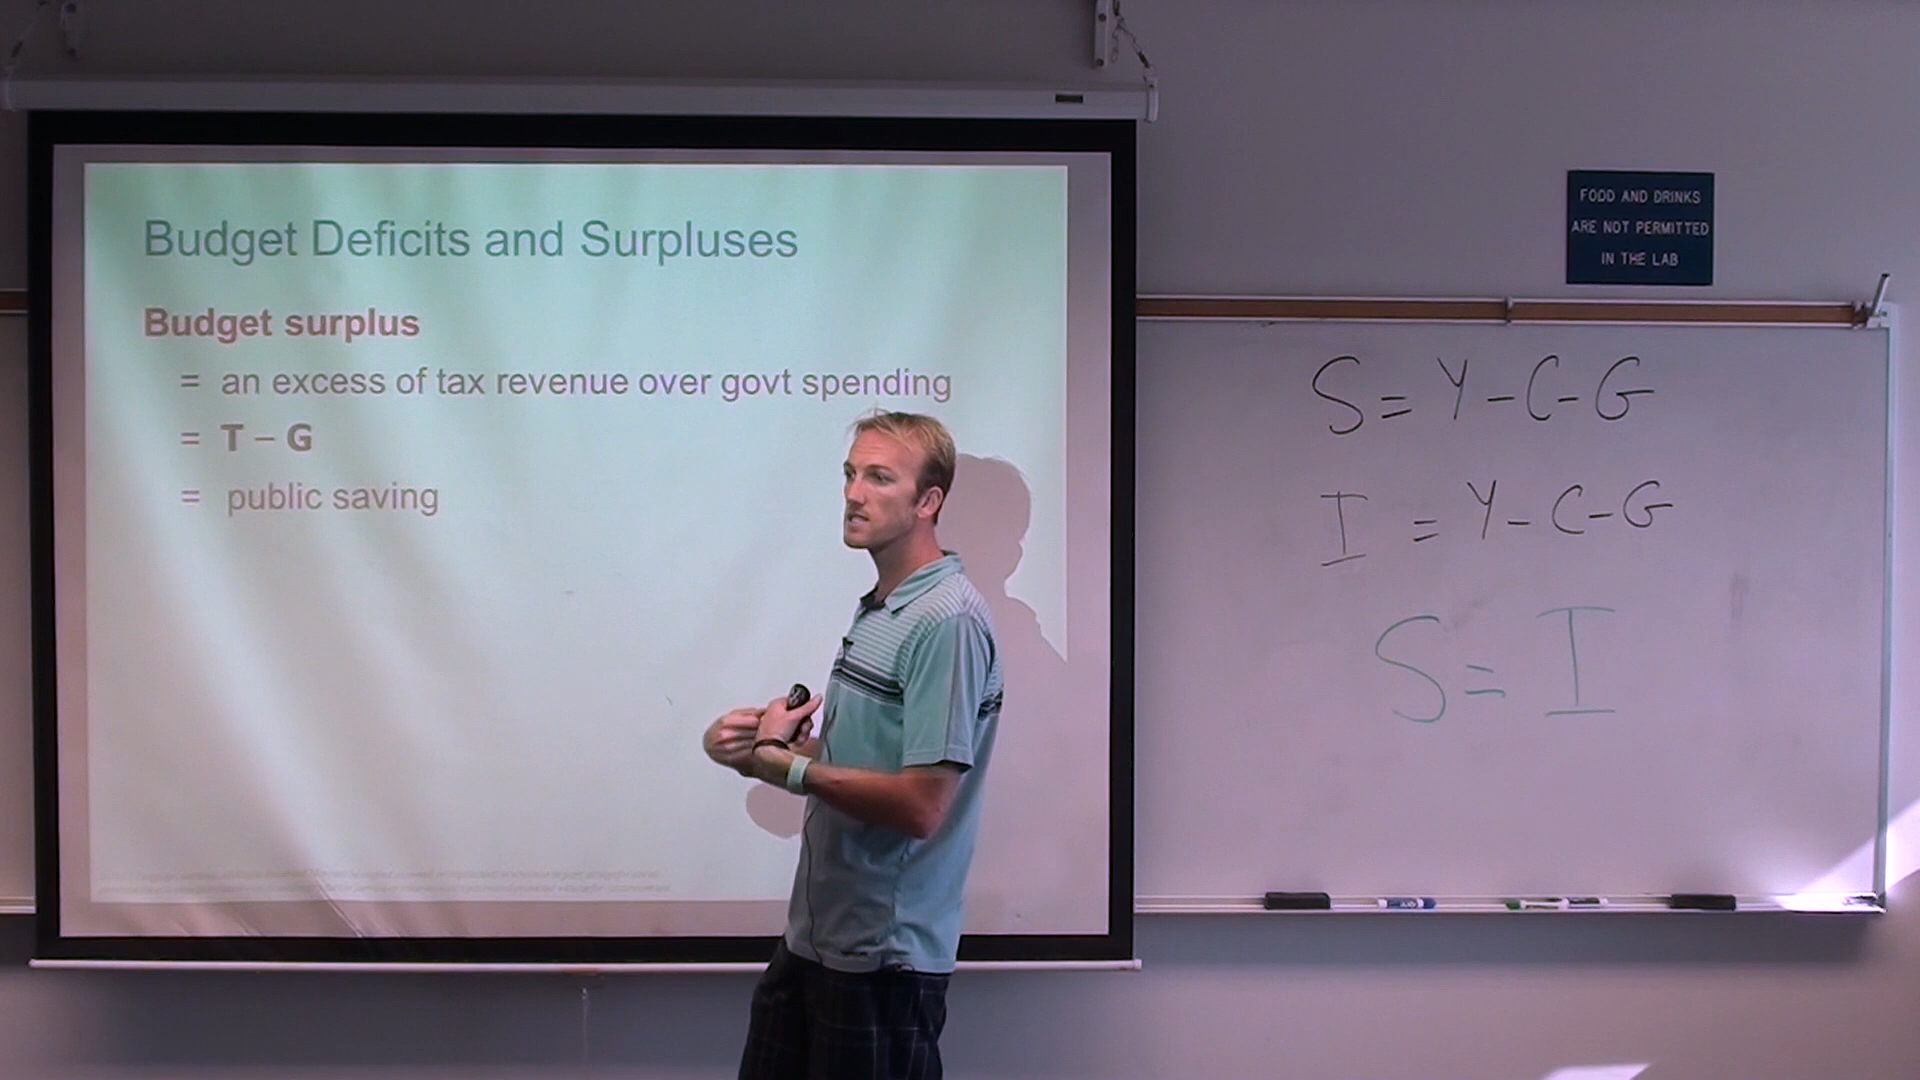 Budget Deficits and Surpluses
Budget surplus
= an excess of tax revenue over govt spending
= T – G
= public saving
FOOD AND DRINKS
ARE NOT PERMITTED
IN THE LAB
S = Y - C - G
I = Y - C - G
S = I